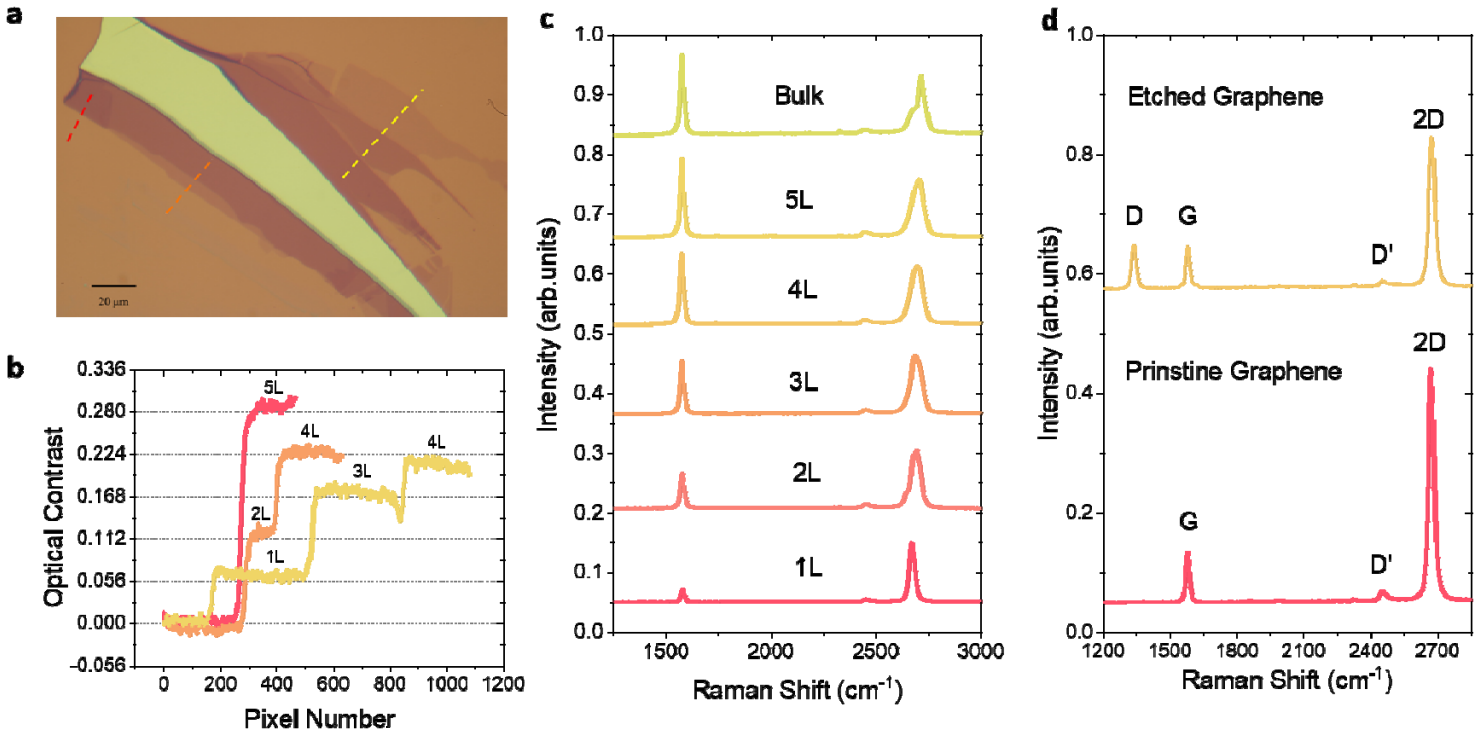 a
20 μm
b
0.336
0.280
0.224
0.168
0.112
0.056
0.000
−0.056
Optical Contrast
5L
4L
4L
3L
2L
1L
0 200 400 600 800 1000 1200
Pixel Number
c
1.0
0.9
0.8
0.7
0.6
0.5
0.4
0.3
0.2
0.1
0.0
Intensity (arb.units)
Bulk
5L
4L
3L
2L
1L
1500 2000 2500 3000
Raman Shift (cm⁻¹)
d
1.0
0.8
0.6
0.4
0.2
0.0
Intensity (arb.units)
Etched Graphene
2D
D G
D'
Prinstine Graphene
2D
G
D'
1200 1500 1800 2100 2400 2700
Raman Shift (cm⁻¹)